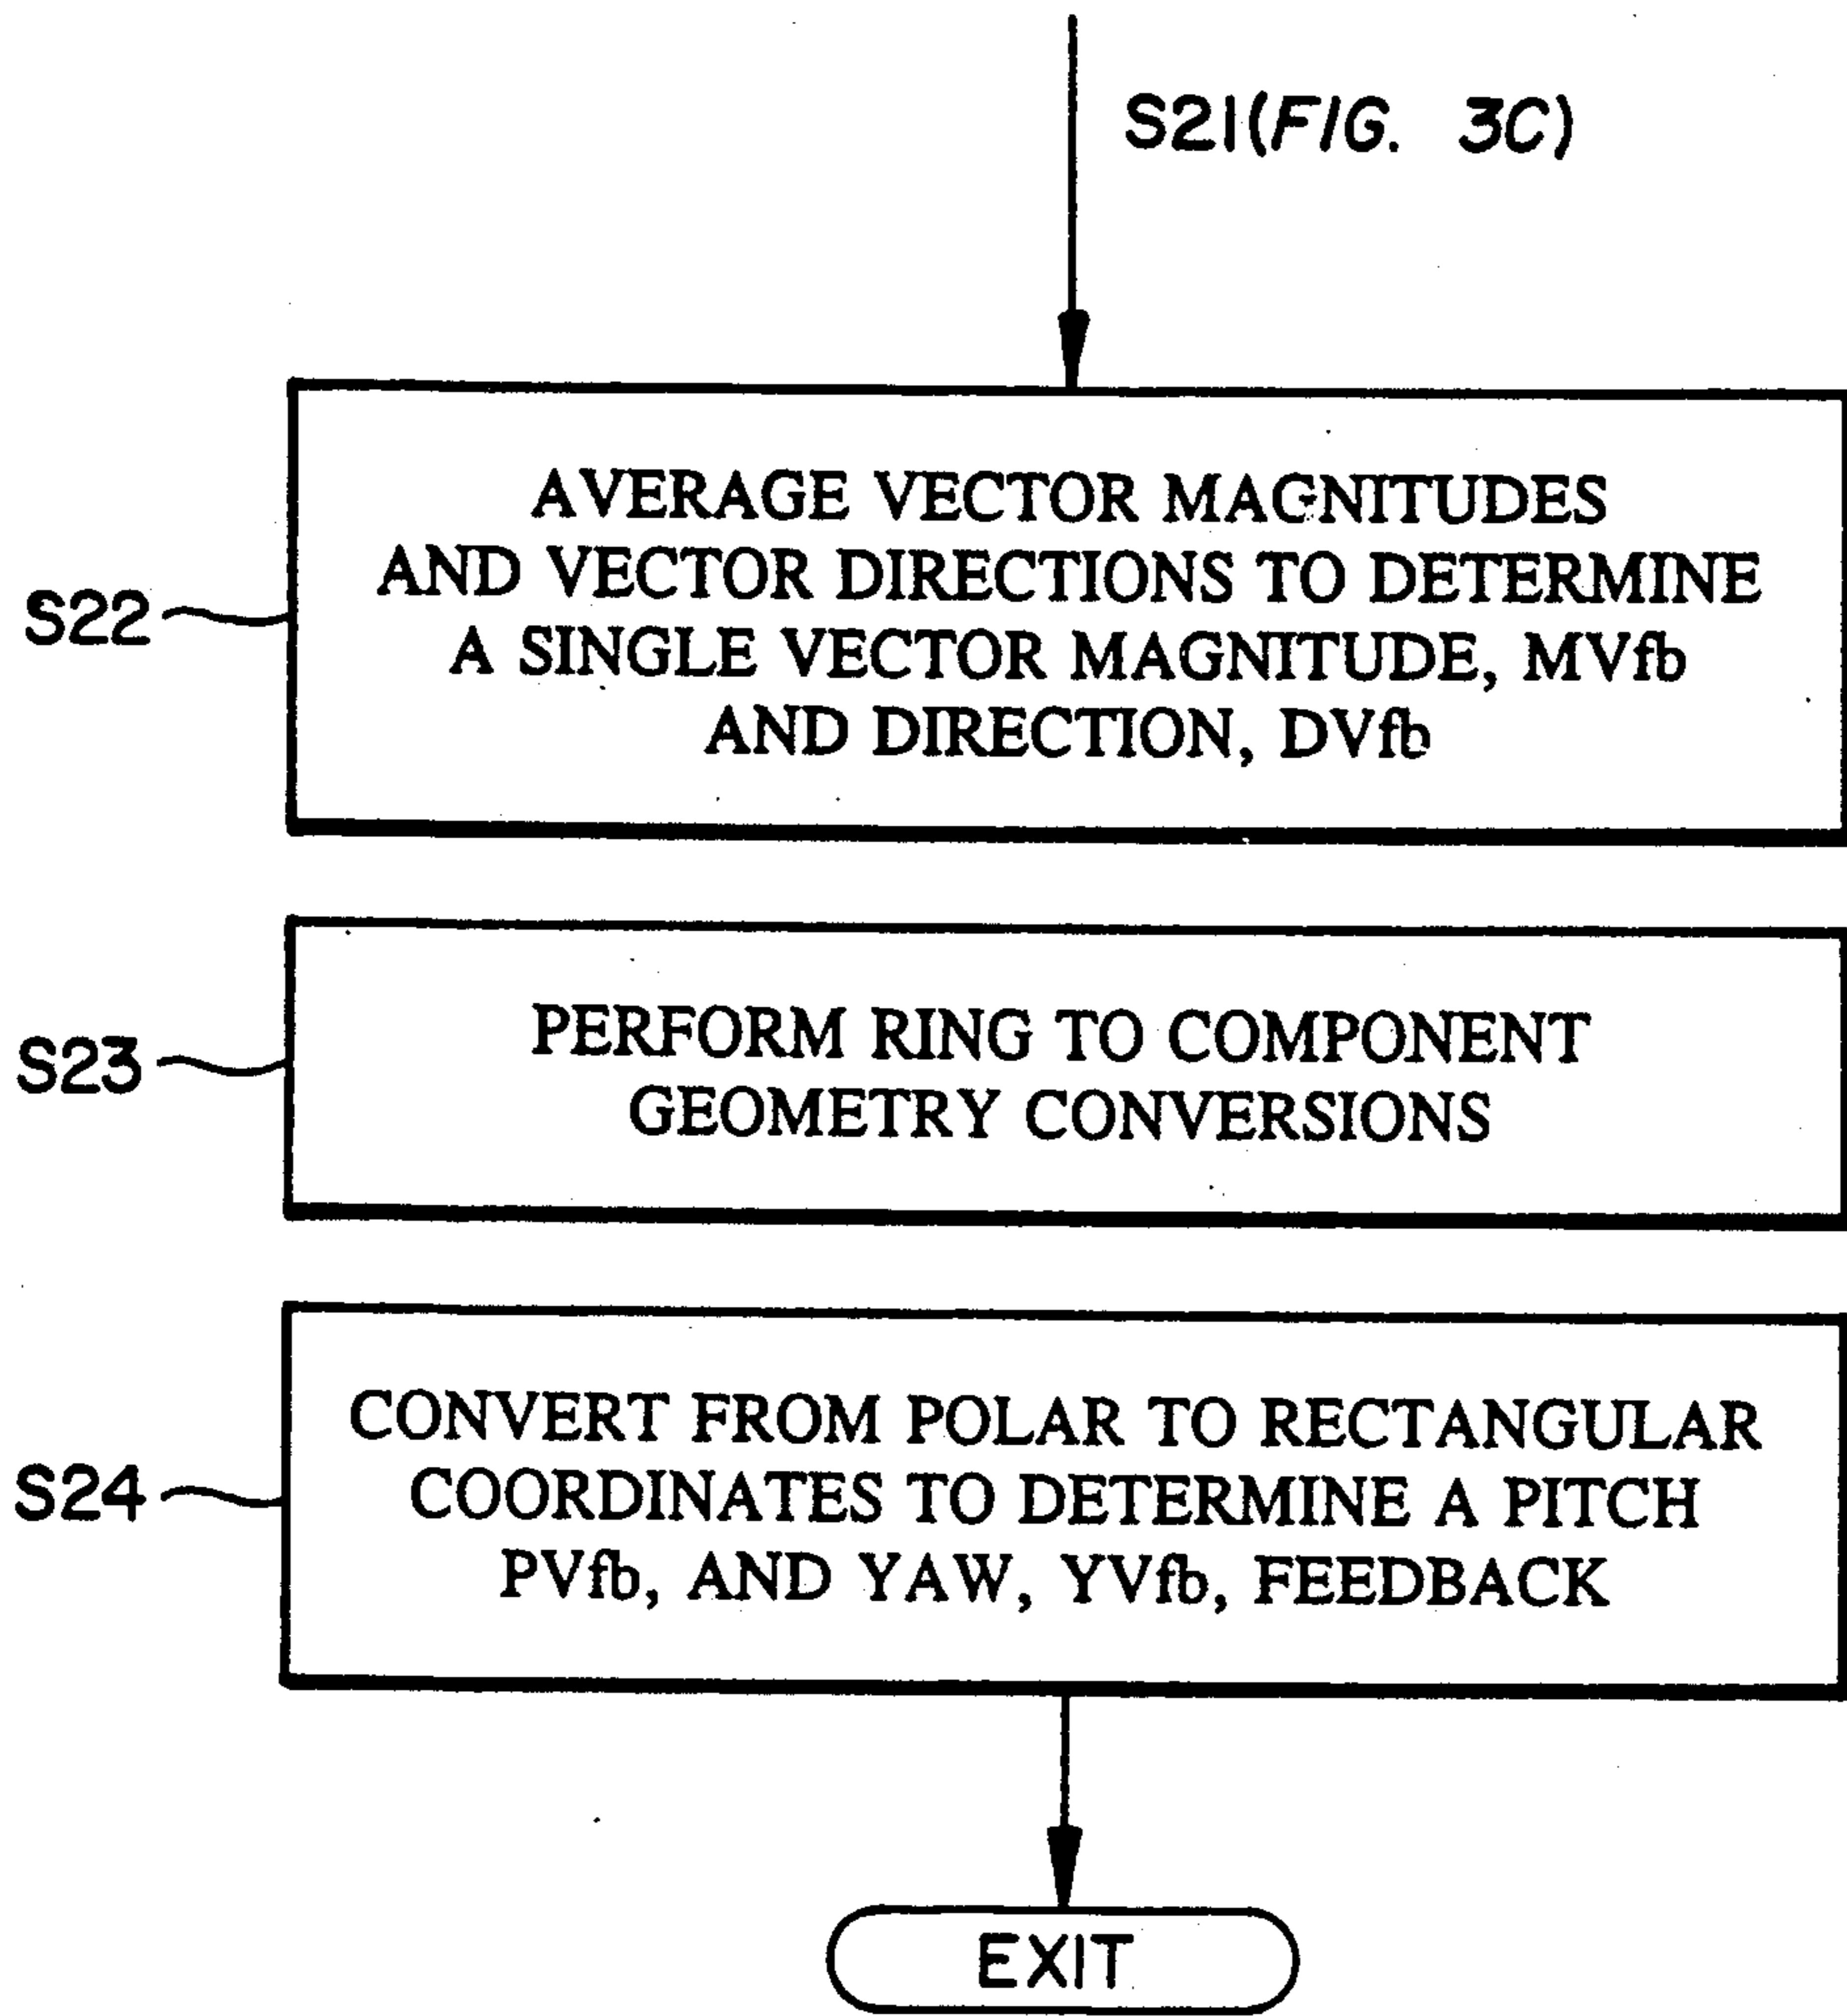 S21(FIG. 3C)
AVERAGE VECTOR MAGNITUDES
AND VECTOR DIRECTIONS TO DETERMINE
A SINGLE VECTOR MAGNITUDE, MVfb
AND DIRECTION, DVfb
S22
PERFORM RING TO COMPONENT
GEOMETRY CONVERSIONS
S23
CONVERT FROM POLAR TO RECTANGULAR
COORDINATES TO DETERMINE A PITCH
PVfb, AND YAW, YVfb, FEEDBACK
S24
EXIT